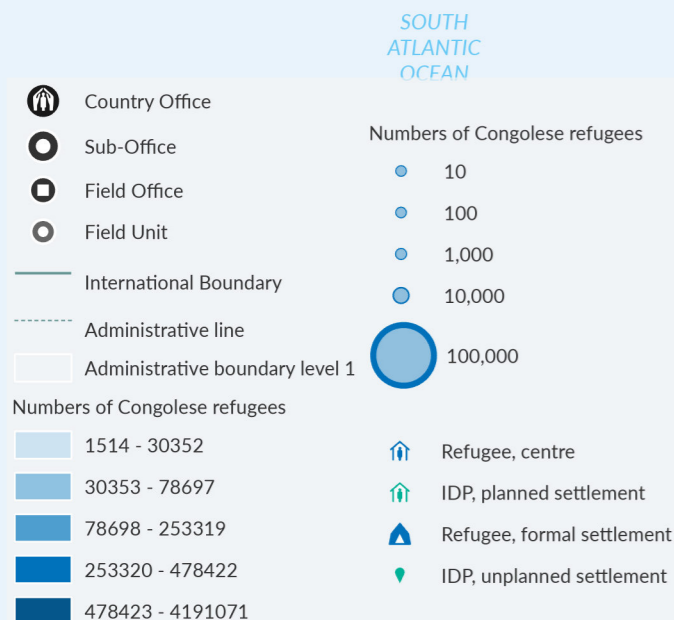 SOUTH
ATLANTIC
OCEAN
Country Office
Sub-Office
Field Office
Field Unit
International Boundary
Administrative line
Administrative boundary level 1
Numbers of Congolese refugees
1514 - 30352
30353 - 78697
78698 - 253319
253320 - 478422
478423 - 4191071
Numbers of Congolese refugees
10
100
1,000
10,000
100,000
Refugee, centre
IDP, planned settlement
Refugee, formal settlement
IDP, unplanned settlement